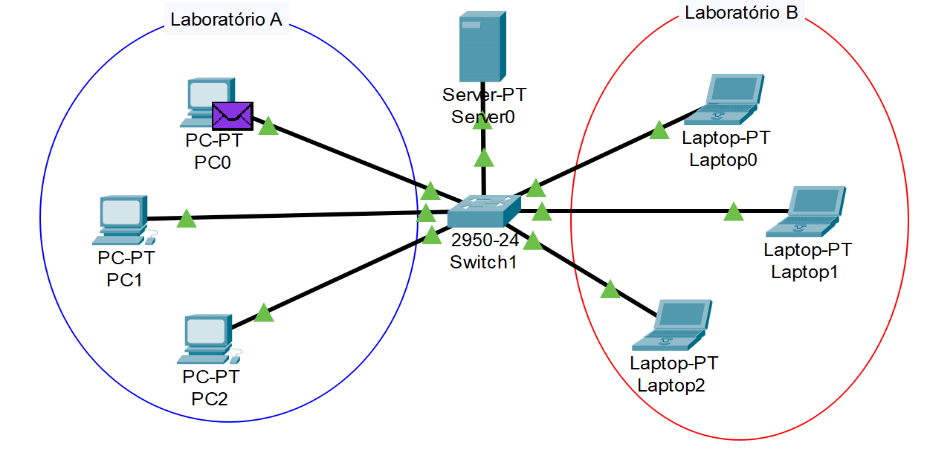 Laboratório A
Laboratório B
Server-PT
Server0
PC-PT
PC0
Laptop-PT
Laptop0
PC-PT
PC1
2950-24
Switch1
Laptop-PT
Laptop1
PC-PT
PC2
Laptop-PT
Laptop2